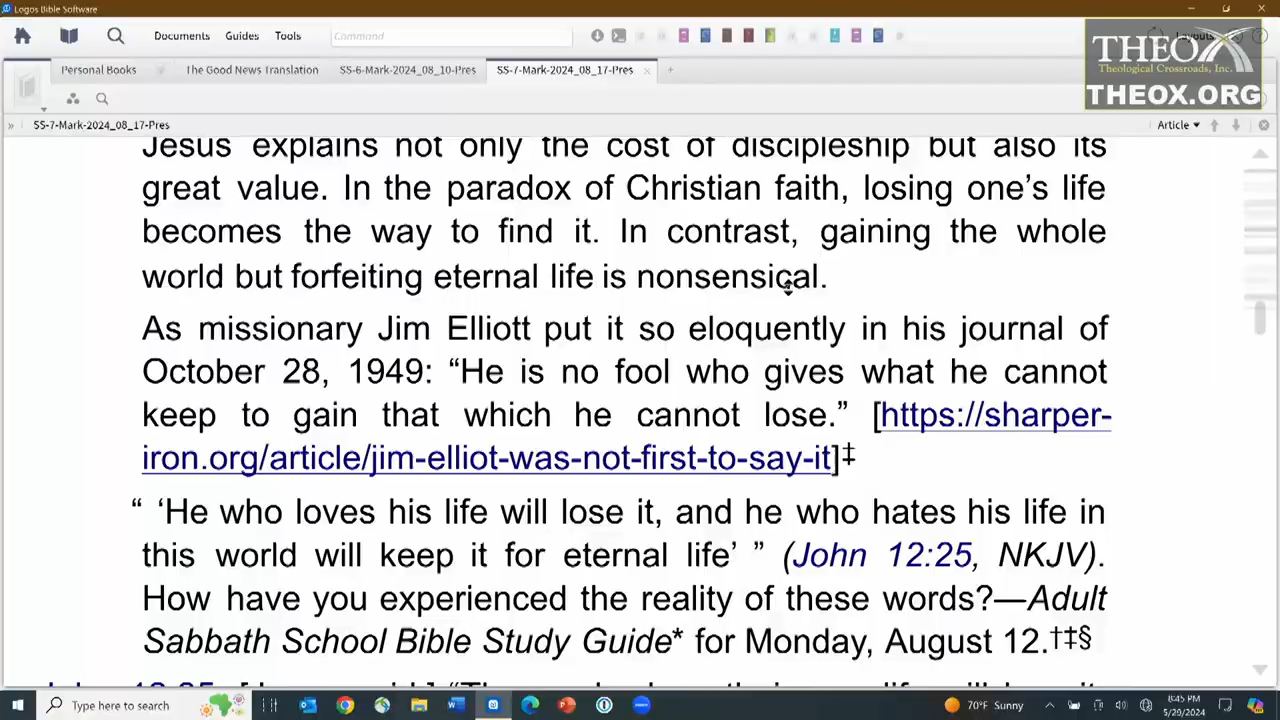 Logos Bible Software
Documents Guides Tools Command Layouts
THEOX
Theological Crossroads, Inc.
THEOX.ORG
Personal Books The Good News Translation SS-6-Mark-2024_08_10-Pres SS-7-Mark-2024_08_17-Pres
SS-7-Mark-2024_08_17-Pres Article
Jesus explains not only the cost of discipleship but also its
great value. In the paradox of Christian faith, losing one’s life
becomes the way to find it. In contrast, gaining the whole
world but forfeiting eternal life is nonsensical.
As missionary Jim Elliott put it so eloquently in his journal of
October 28, 1949: “He is no fool who gives what he cannot
keep to gain that which he cannot lose.” [https://sharper-
iron.org/article/jim-elliot-was-not-first-to-say-it]‡
“ ‘He who loves his life will lose it, and he who hates his life in
this world will keep it for eternal life’ ” (John 12:25, NKJV).
How have you experienced the reality of these words?—Adult
Sabbath School Bible Study Guide* for Monday, August 12.†‡§
Type here to search
70°F Sunny
8:45 PM
5/29/2024